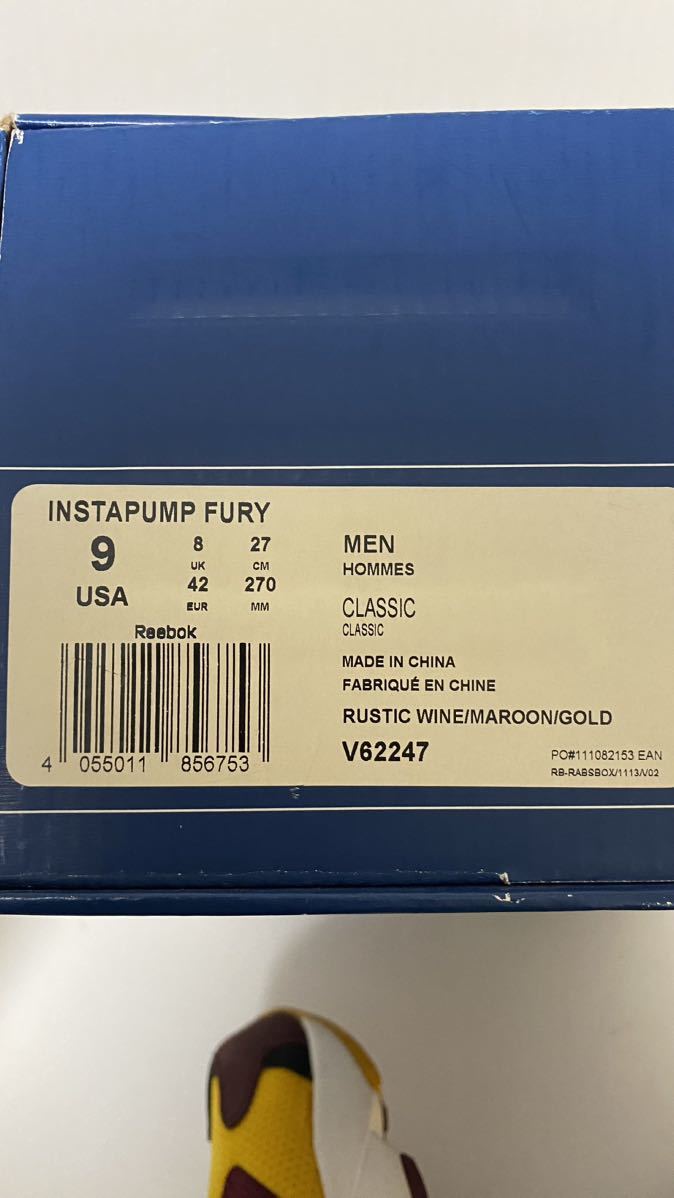 INSTAPUMP FURY
9
USA
8
UK
42
EUR
27
CM
270
MM
Reebok
4 055011 856753
MEN
HOMMES
CLASSIC
CLASSIC
MADE IN CHINA
FABRIQUÉ EN CHINE
RUSTIC WINE/MAROON/GOLD
V62247
PO#111082153 EAN
RB-RABSBOX/1113/V02